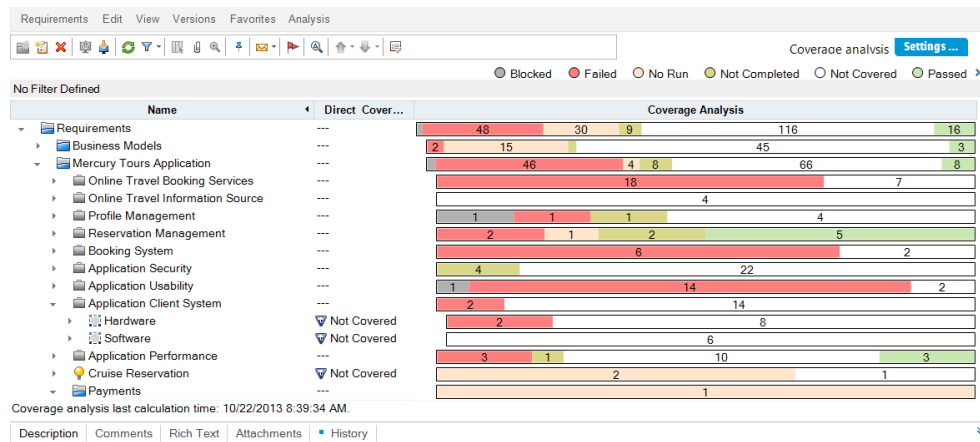 Requirements Edit View Versions Favorites Analysis
Coverage analysis Settings ...
Blocked Failed No Run Not Completed Not Covered Passed
No Filter Defined
Name Direct Cover... Coverage Analysis
Requirements --- 48 30 9 116 16
Business Models --- 2 15 45 3
Mercury Tours Application --- 46 4 8 66 8
Online Travel Booking Services --- 18 7
Online Travel Information Source --- 4
Profile Management --- 1 1 1 4
Reservation Management --- 2 1 2 5
Booking System --- 6 2
Application Security --- 4 22
Application Usability --- 1 14 2
Application Client System --- 2 14
Hardware Not Covered 2 8
Software Not Covered 6
Application Performance --- 3 1 10 3
Cruise Reservation Not Covered 2 1
Payments --- 1
Coverage analysis last calculation time: 10/22/2013 8:39:34 AM.
Description Comments Rich Text Attachments * History